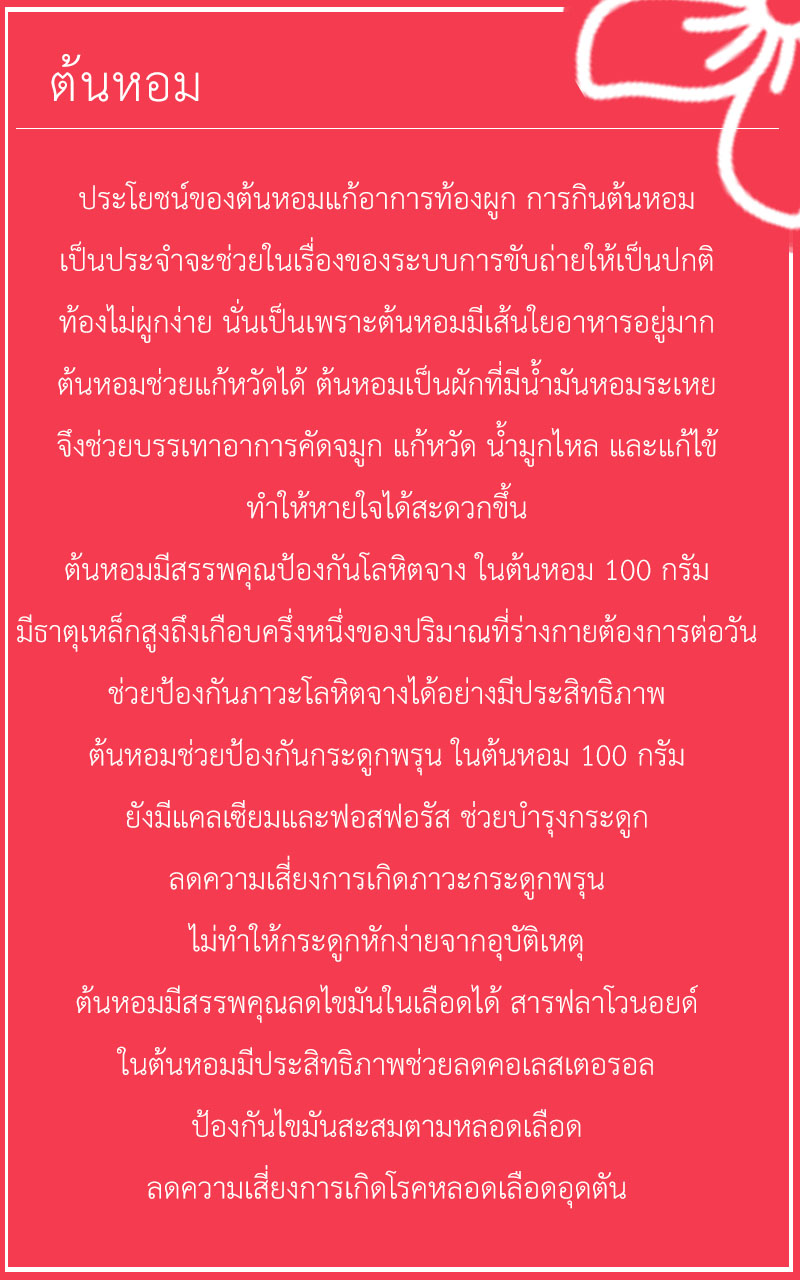 ต้นหอม
ประโยชน์ของต้นหอมแก้อาการท้องผูก การกินต้นหอม
เป็นประจำจะช่วยในเรื่องของระบบการขับถ่ายให้เป็นปกติ
ท้องไม่ผูกง่าย นั่นเป็นเพราะต้นหอมมีเส้นใยอาหารอยู่มาก
ต้นหอมช่วยแก้หวัดได้ ต้นหอมเป็นผักที่มีน้ำมันหอมระเหย
จึงช่วยบรรเทาอาการคัดจมูก แก้หวัด น้ำมูกไหล และแก้ไข้
ทำให้หายใจได้สะดวกขึ้น
ต้นหอมมีสรรพคุณป้องกันโลหิตจาง ในต้นหอม 100 กรัม
มีธาตุเหล็กสูงถึงเกือบครึ่งหนึ่งของปริมาณที่ร่างกายต้องการต่อวัน
ช่วยป้องกันภาวะโลหิตจางได้อย่างมีประสิทธิภาพ
ต้นหอมช่วยป้องกันกระดูกพรุน ในต้นหอม 100 กรัม
ยังมีแคลเซียมและฟอสฟอรัส ช่วยบำรุงกระดูก
ลดความเสี่ยงการเกิดภาวะกระดูกพรุน
ไม่ทำให้กระดูกหักง่ายจากอุบัติเหตุ
ต้นหอมมีสรรพคุณลดไขมันในเลือดได้ สารฟลาโวนอยด์
ในต้นหอมมีประสิทธิภาพช่วยลดคอเลสเตอรอล
ป้องกันไขมันสะสมตามหลอดเลือด
ลดความเสี่ยงการเกิดโรคหลอดเลือดอุดตัน